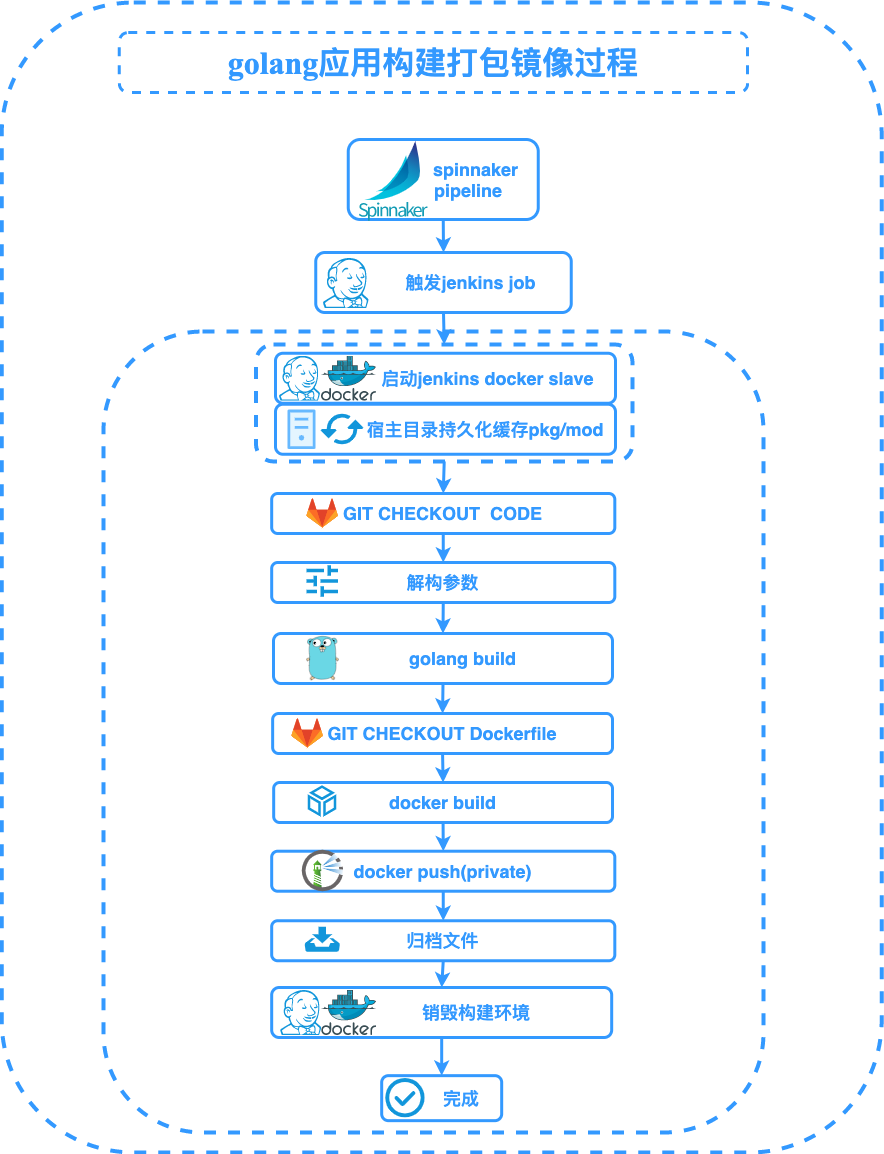 golang应用构建打包镜像过程
spinnaker
pipeline
Spinnaker
触发jenkins job
启动jenkins docker slave
docker
宿主目录持久化缓存pkg/mod
GIT CHECKOUT  CODE
解构参数
golang build
GIT CHECKOUT Dockerfile
docker build
docker push(private)
归档文件
销毁构建环境
docker
完成